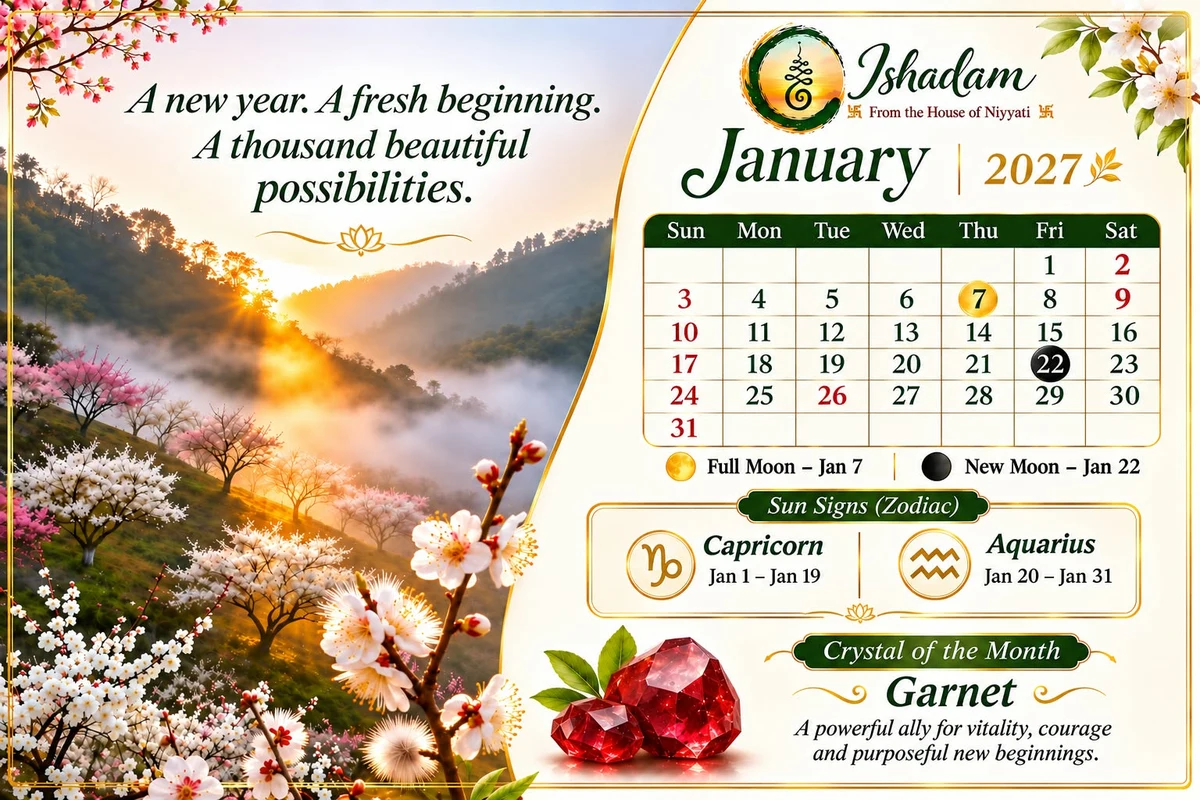 A new year. A fresh beginning.
A thousand beautiful
possibilities.
Ishadam
卐 From the House of Niyyati 卐
January | 2027
Sun Mon Tue Wed Thu Fri Sat
1 2
3 4 5 6 7 8 9
10 11 12 13 14 15 16
17 18 19 20 21 22 23
24 25 26 27 28 29 30
31
Full Moon – Jan 7 | New Moon – Jan 22
Sun Signs (Zodiac)
♑ Capricorn
Jan 1 – Jan 19
♒ Aquarius
Jan 20 – Jan 31
Crystal of the Month
Garnet
A powerful ally for vitality, courage
and purposeful new beginnings.